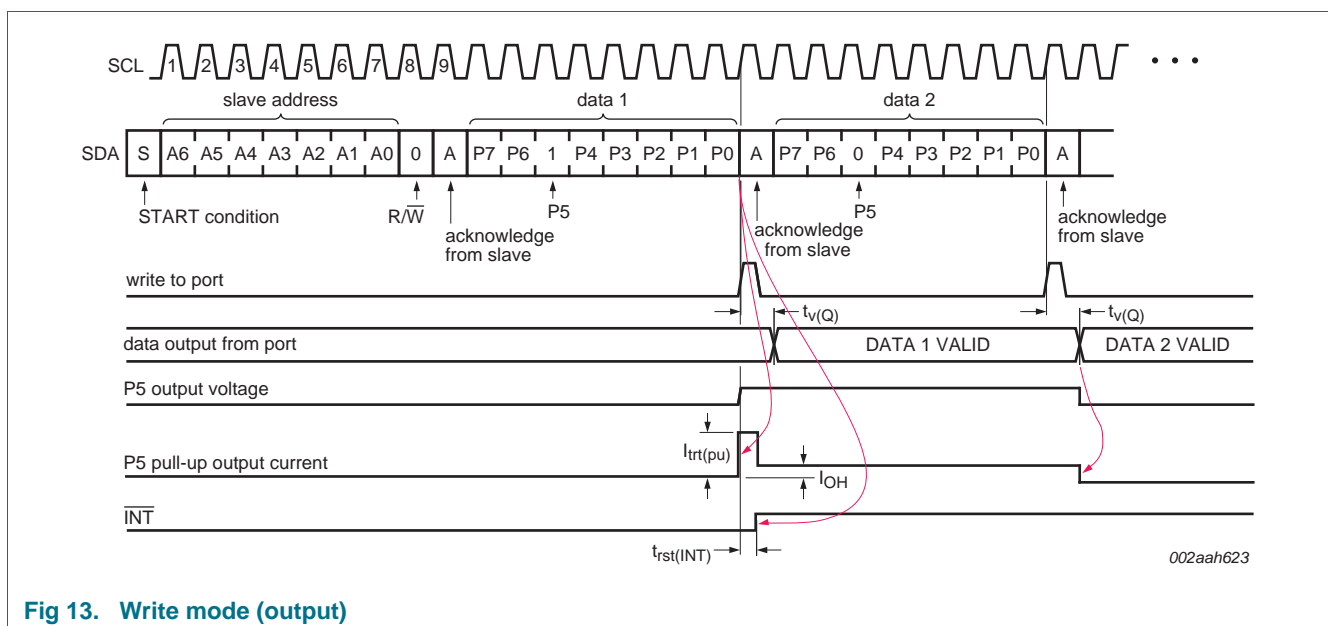 SCL 1 2 3 4 5 6 7 8 9 • • •
slave address data 1 data 2
SDA S A6 A5 A4 A3 A2 A1 A0 0 A P7 P6 1 P4 P3 P2 P1 P0 A P7 P6 0 P4 P3 P2 P1 P0 A
START condition R/W̅ acknowledge from slave P5 acknowledge from slave P5 acknowledge from slave
write to port
tv(Q) tv(Q)
data output from port DATA 1 VALID DATA 2 VALID
P5 output voltage
Itrt(pu)
P5 pull-up output current
IOH
I̅N̅T̅
trst(INT)
002aah623
Fig 13. Write mode (output)